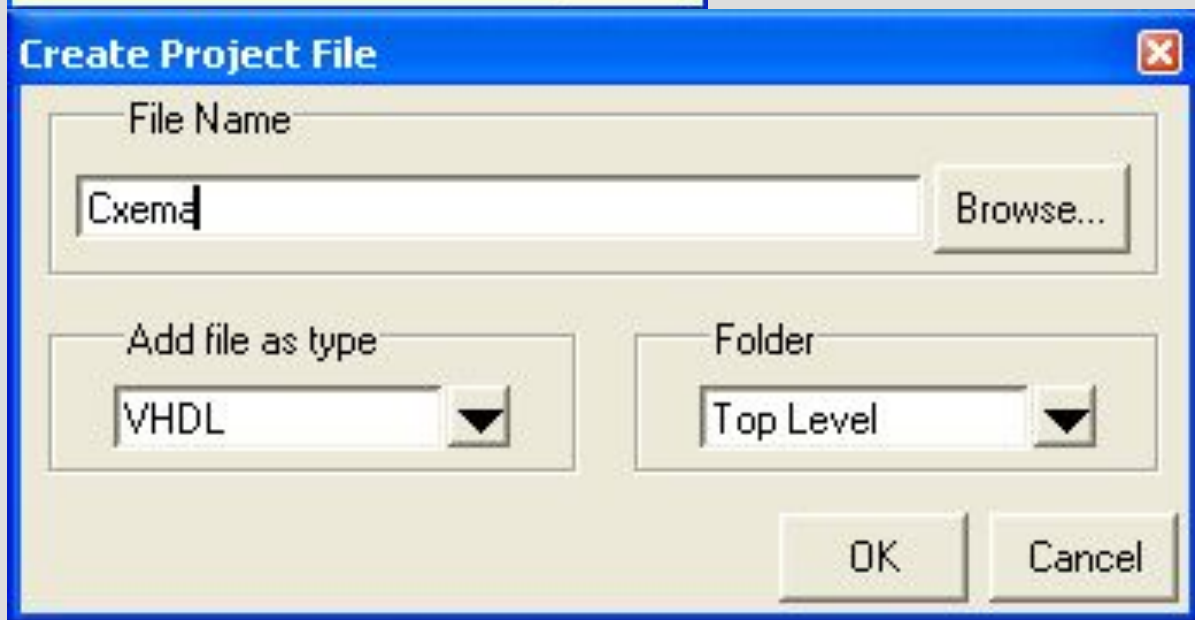 Create Project File
File Name
Cxema
Browse...
Add file as type
Folder
VHDL
Top Level
OK
Cancel